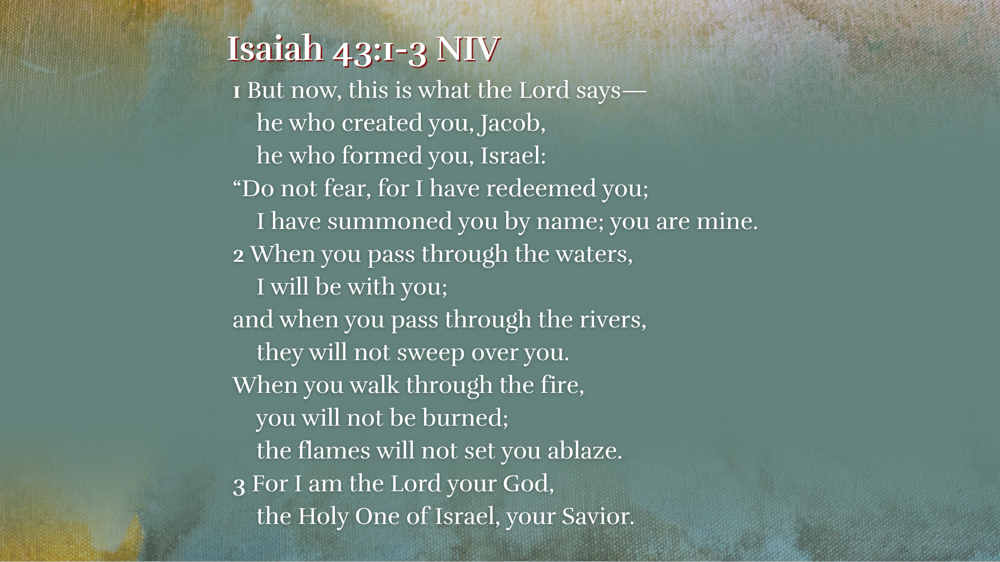 Isaiah 43:1-3 NIV
1 But now, this is what the Lord says—
he who created you, Jacob,
he who formed you, Israel:
“Do not fear, for I have redeemed you;
I have summoned you by name; you are mine.
2 When you pass through the waters,
I will be with you;
and when you pass through the rivers,
they will not sweep over you.
When you walk through the fire,
you will not be burned;
the flames will not set you ablaze.
3 For I am the Lord your God,
the Holy One of Israel, your Savior.